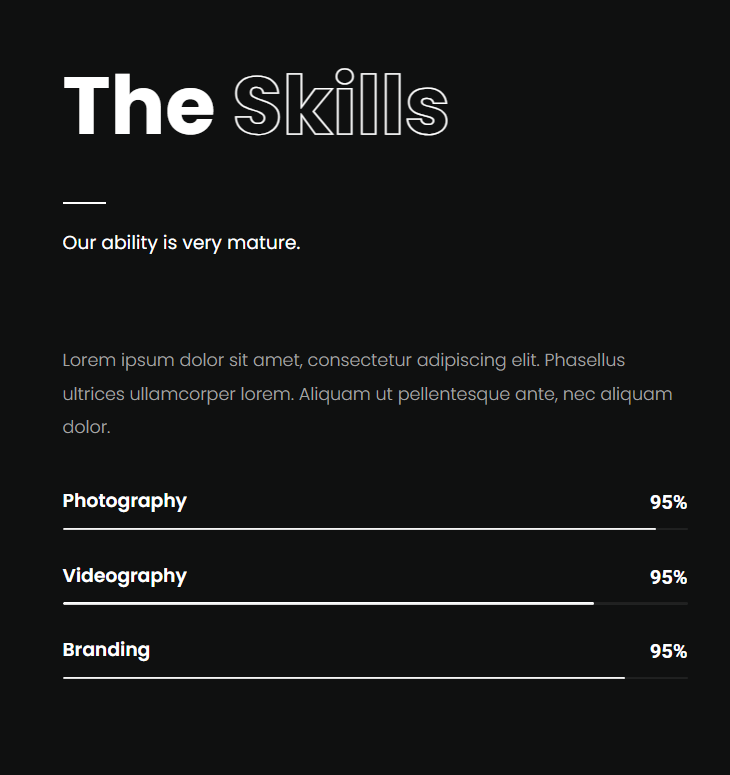 The Skills
Our ability is very mature.
Lorem ipsum dolor sit amet, consectetur adipiscing elit. Phasellus
ultrices ullamcorper lorem. Aliquam ut pellentesque ante, nec aliquam
dolor.
Photography 95%
Videography 95%
Branding 95%